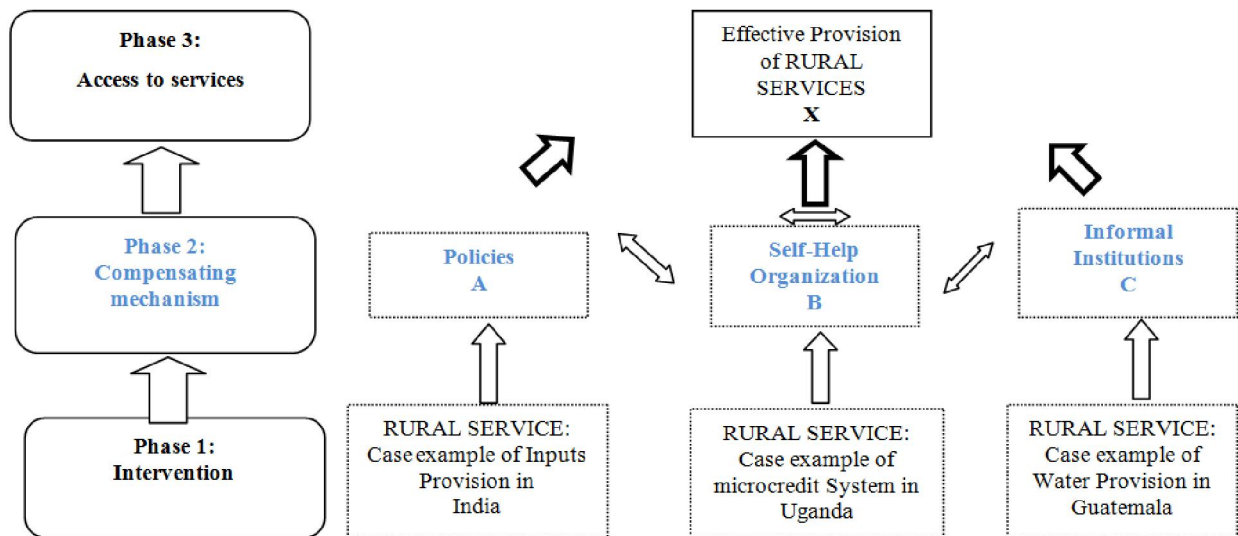 Phase 3:
Access to services
Effective Provision
of RURAL
SERVICES
X
Phase 2:
Compensating
mechanism
Policies
A
Self-Help
Organization
B
Informal
Institutions
C
Phase 1:
Intervention
RURAL SERVICE:
Case example of Inputs
Provision in
India
RURAL SERVICE:
Case example of
microcredit System in
Uganda
RURAL SERVICE:
Case example of
Water Provision in
Guatemala